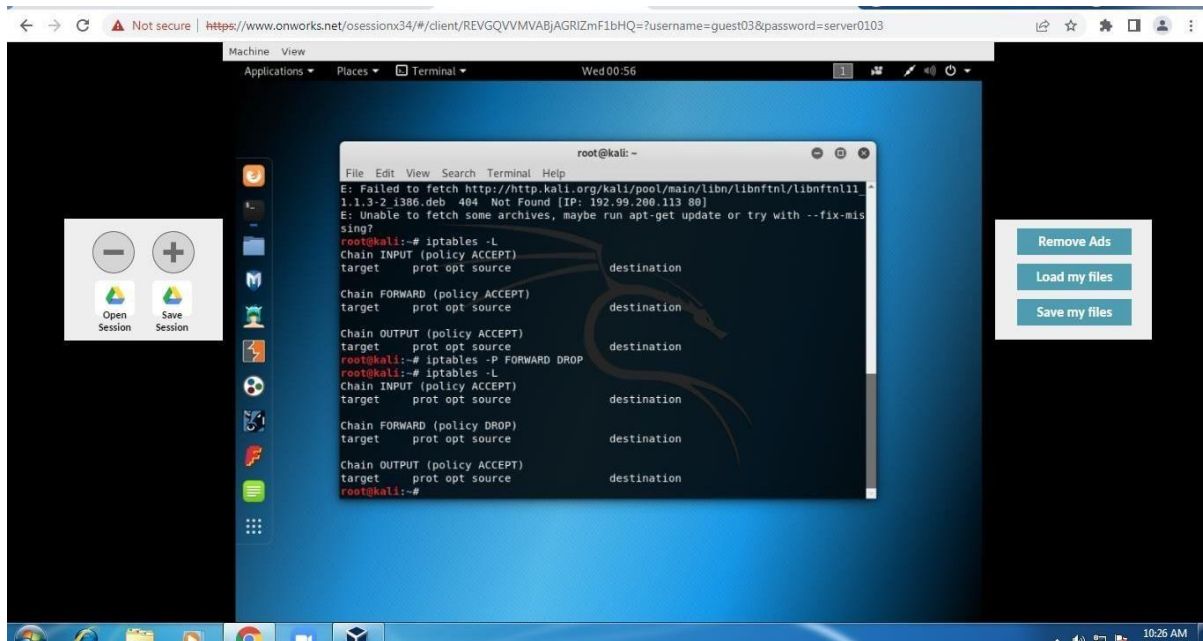 Not secure | https://www.onworks.net/osessionx34/#/client/REVGQVVMVABjAGRlZmF1bHQ=?username=guest03&password=server0103
Machine View
Applications Places Terminal Wed 00:56 1
root@kali: ~
File Edit View Search Terminal Help
E: Failed to fetch http://http.kali.org/kali/pool/main/libn/libnftnl/libnftnl11_
1.1.3-2_i386.deb 404 Not Found [IP: 192.99.200.113 80]
E: Unable to fetch some archives, maybe run apt-get update or try with --fix-mis
sing?
root@kali:~# iptables -L
Chain INPUT (policy ACCEPT)
target prot opt source destination
Chain FORWARD (policy ACCEPT)
target prot opt source destination
Chain OUTPUT (policy ACCEPT)
target prot opt source destination
root@kali:~# iptables -P FORWARD DROP
root@kali:~# iptables -L
Chain INPUT (policy ACCEPT)
target prot opt source destination
Chain FORWARD (policy DROP)
target prot opt source destination
Chain OUTPUT (policy ACCEPT)
target prot opt source destination
root@kali:~#
Open Session
Save Session
Remove Ads
Load my files
Save my files
10:26 AM